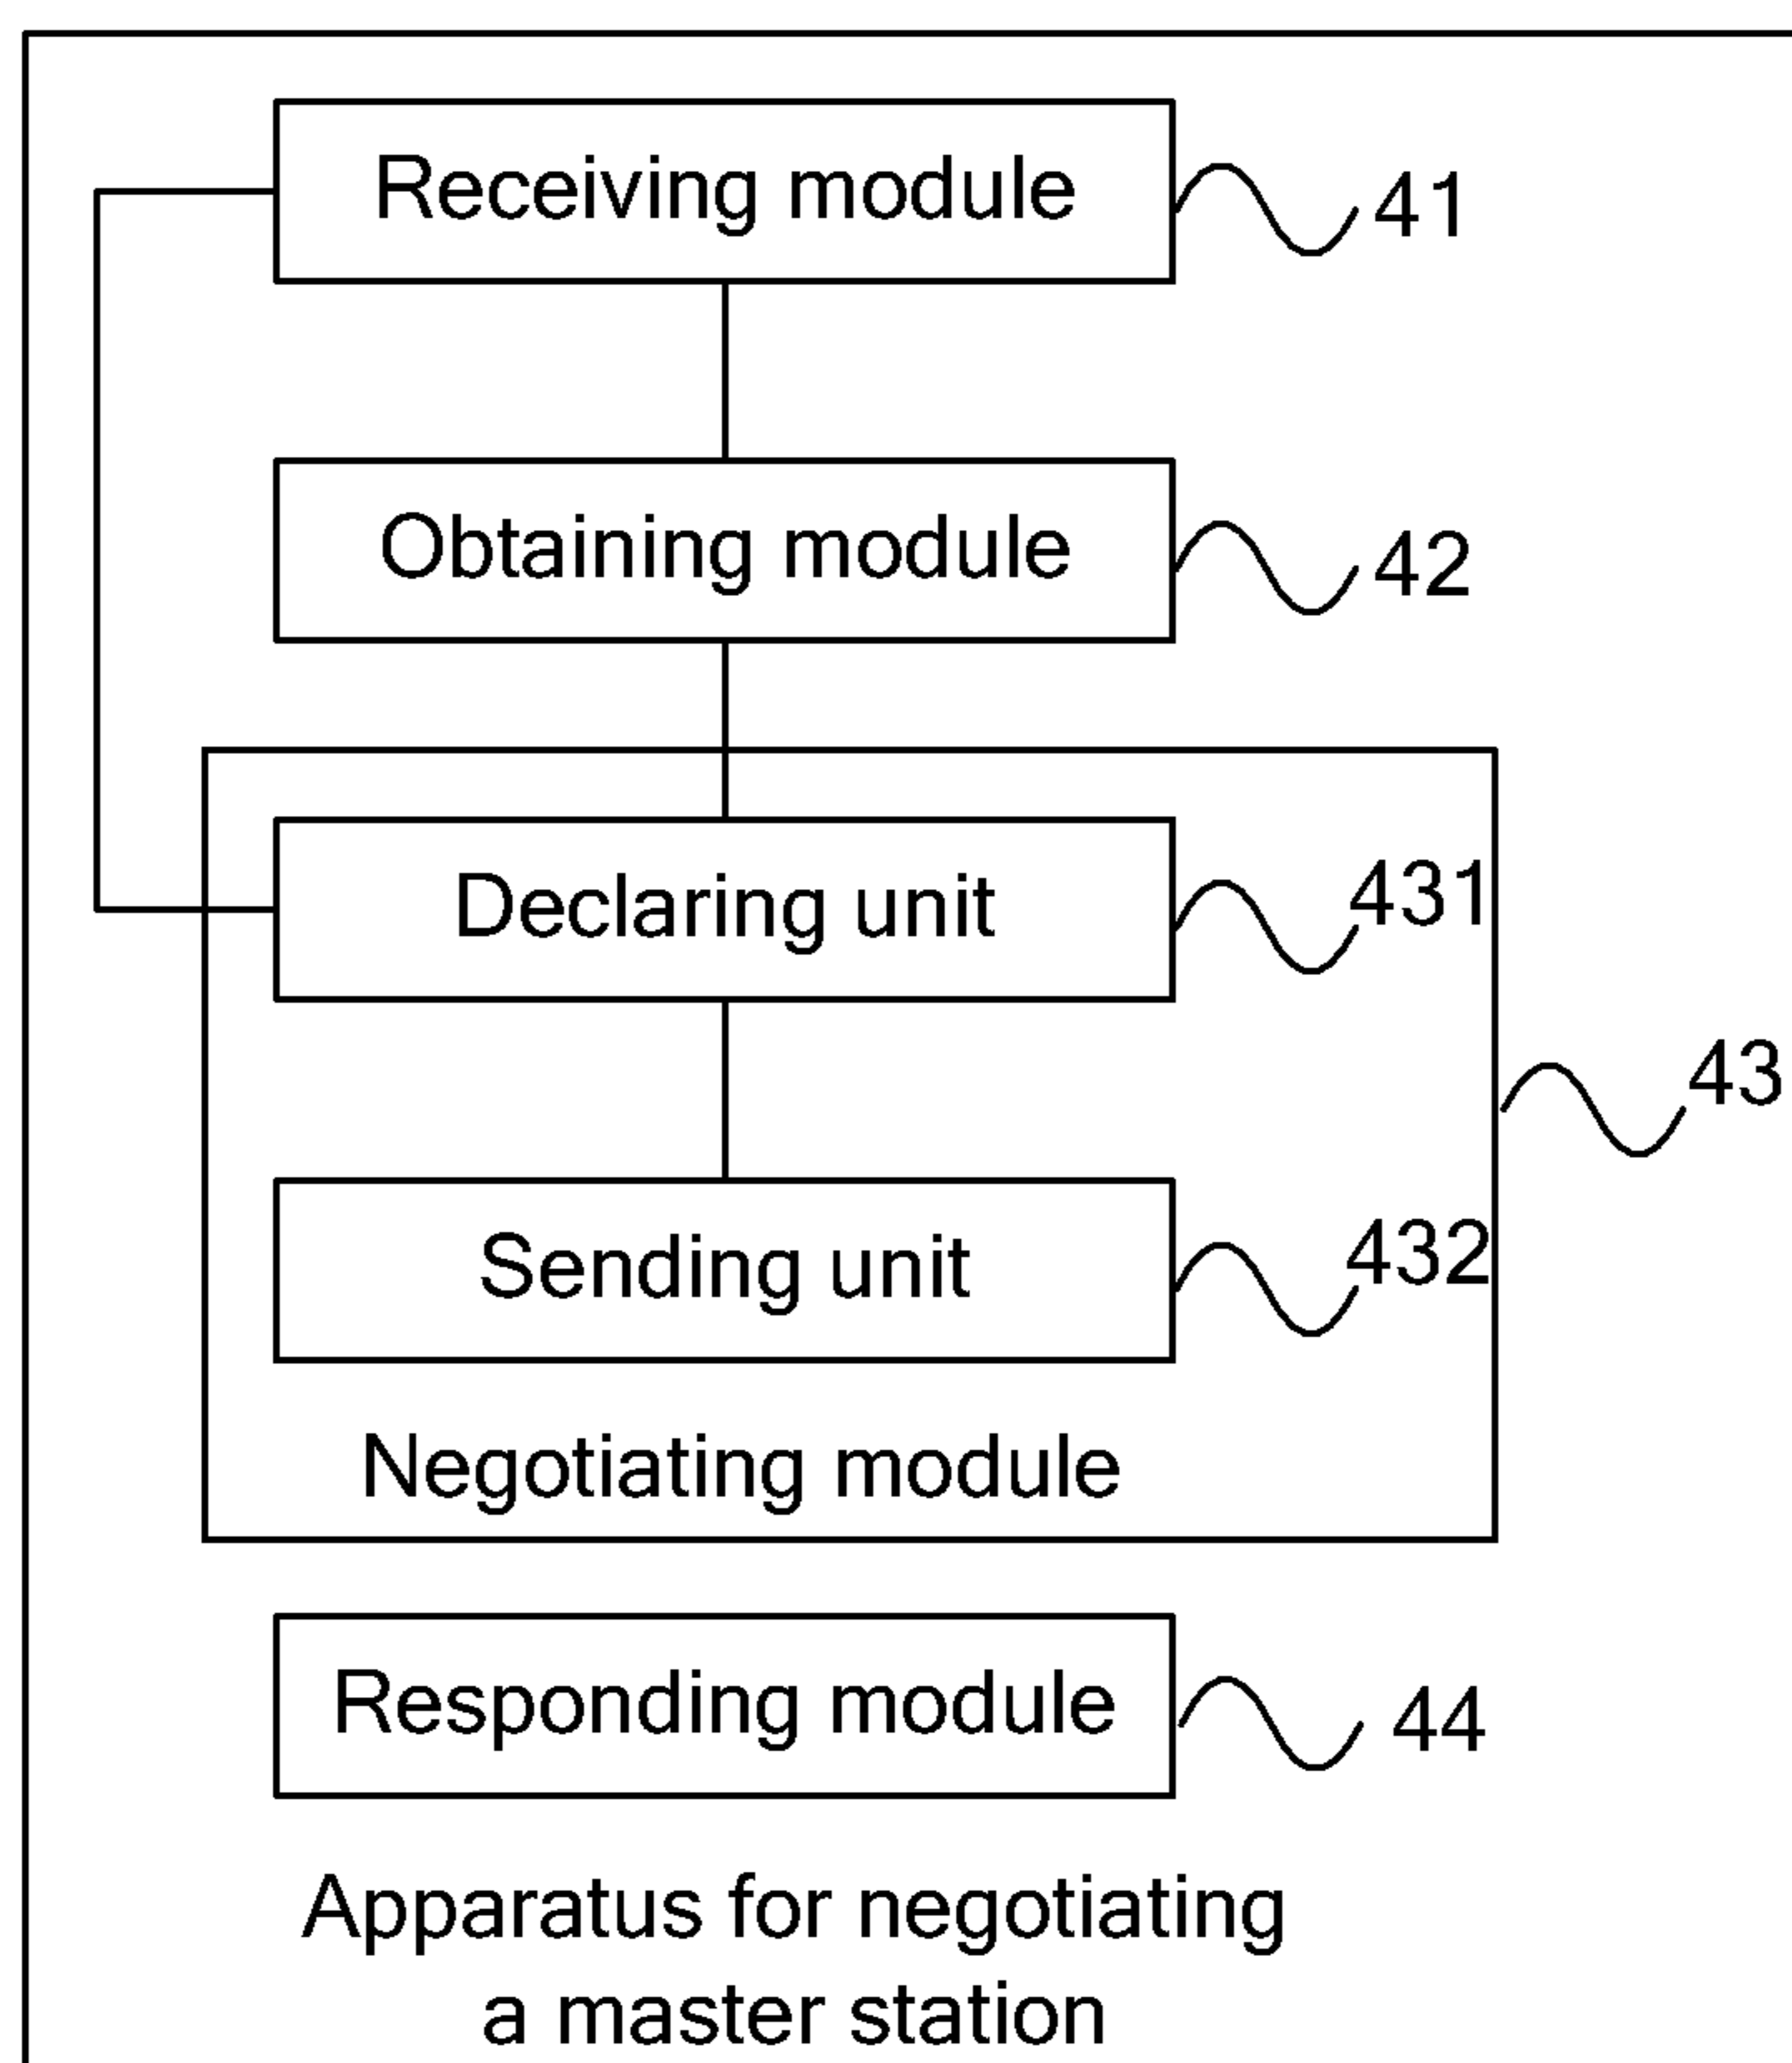 Receiving module
41
Obtaining module
42
Declaring unit
431
43
Sending unit
432
Negotiating module
Responding module
44
Apparatus for negotiating
a master station